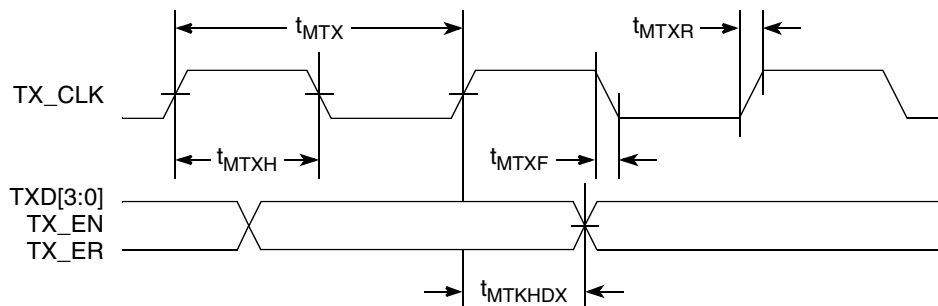 tMTX
tMTXR
TX_CLK
tMTXH
tMTXF
TXD[3:0]
TX_EN
TX_ER
tMTKHDX